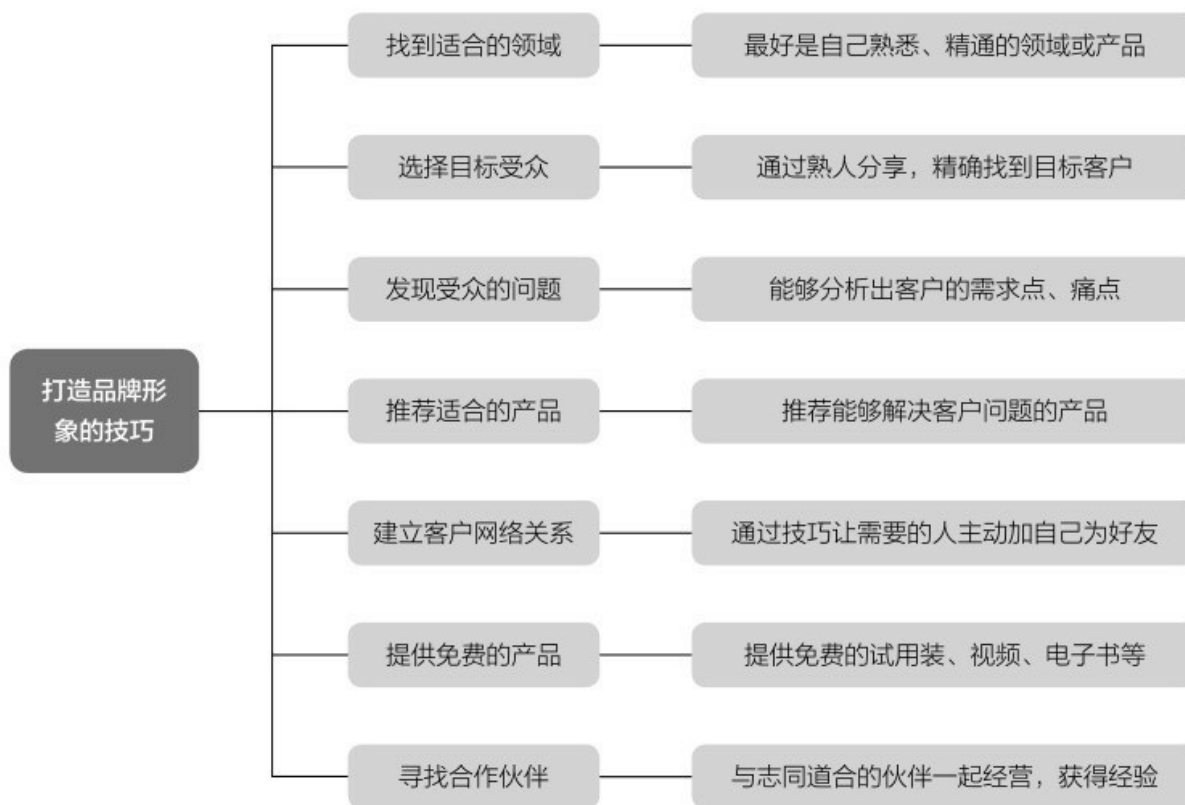 找到适合的领域
最好是自己熟悉、精通的领域或产品
选择目标受众
通过熟人分享，精确找到目标客户
发现受众的问题
能够分析出客户的需求点、痛点
打造品牌形
象的技巧
推荐适合的产品
推荐能够解决客户问题的产品
建立客户网络关系
通过技巧让需要的人主动加自己为好友
提供免费的产品
提供免费的试用装、视频、电子书等
寻找合作伙伴
与志同道合的伙伴一起经营，获得经验